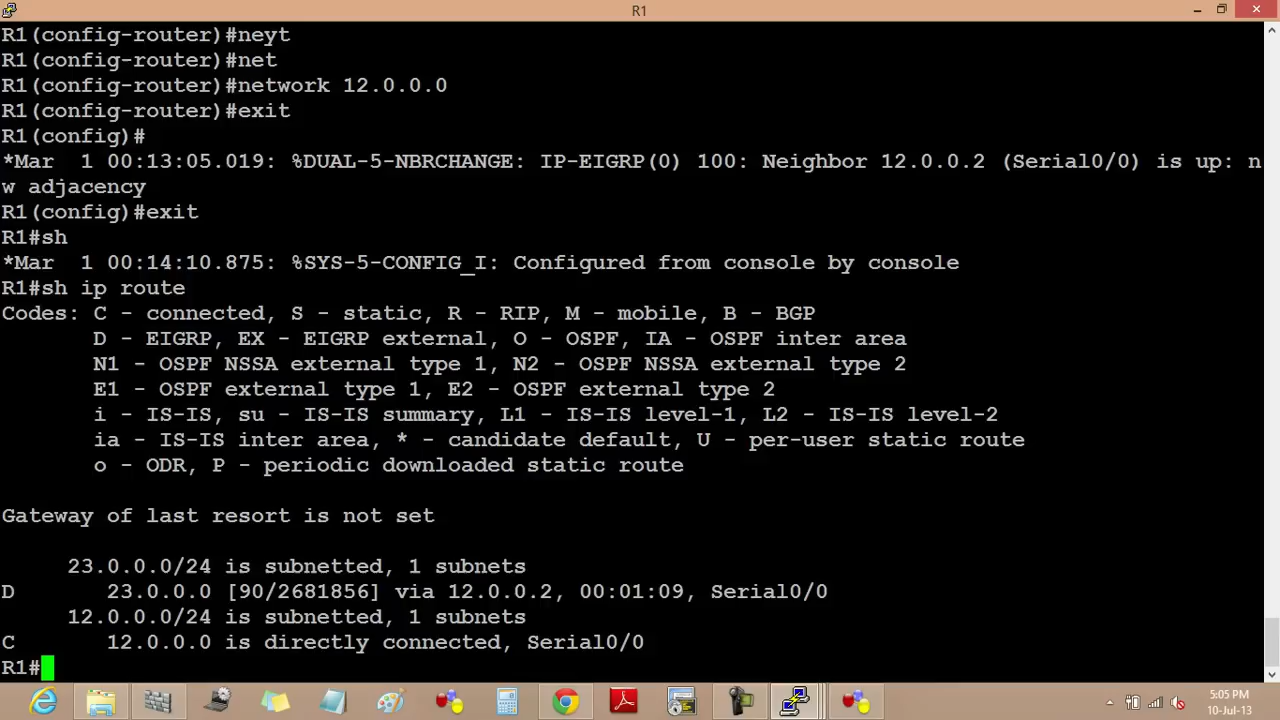 R1
R1(config-router)#neyt
R1(config-router)#net
R1(config-router)#network 12.0.0.0
R1(config-router)#exit
R1(config)#
*Mar  1 00:13:05.019: %DUAL-5-NBRCHANGE: IP-EIGRP(0) 100: Neighbor 12.0.0.2 (Serial0/0) is up: n
w adjacency
R1(config)#exit
R1#sh
*Mar  1 00:14:10.875: %SYS-5-CONFIG_I: Configured from console by console
R1#sh ip route
Codes: C - connected, S - static, R - RIP, M - mobile, B - BGP
       D - EIGRP, EX - EIGRP external, O - OSPF, IA - OSPF inter area
       N1 - OSPF NSSA external type 1, N2 - OSPF NSSA external type 2
       E1 - OSPF external type 1, E2 - OSPF external type 2
       i - IS-IS, su - IS-IS summary, L1 - IS-IS level-1, L2 - IS-IS level-2
       ia - IS-IS inter area, * - candidate default, U - per-user static route
       o - ODR, P - periodic downloaded static route
Gateway of last resort is not set
     23.0.0.0/24 is subnetted, 1 subnets
D       23.0.0.0 [90/2681856] via 12.0.0.2, 00:01:09, Serial0/0
     12.0.0.0/24 is subnetted, 1 subnets
C       12.0.0.0 is directly connected, Serial0/0
R1#
5:05 PM
10-Jul-13